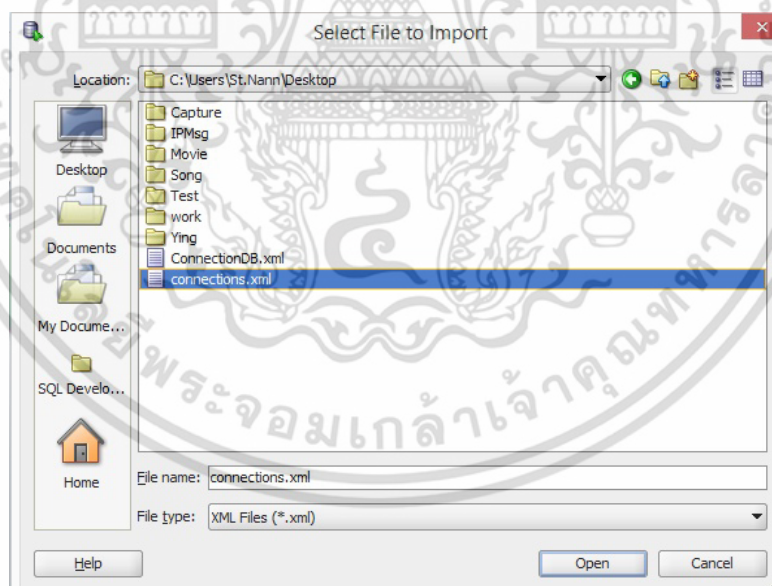 Select File to Import
Location: C:\Users\St.Nann\Desktop
Capture
IPMsg
Movie
Song
Test
work
Ying
ConnectionDB.xml
connections.xml
Desktop
Documents
My Docume...
SQL Develo...
Home
File name: connections.xml
File type: XML Files (*.xml)
Help
Open
Cancel
พระจอมเกล้าเจ้าคุณทหารลา